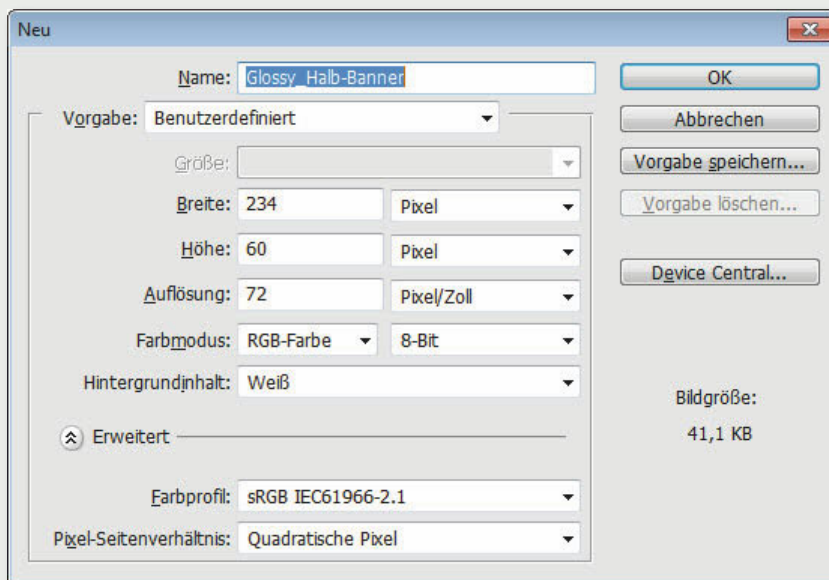 Neu
Name: Glossy_Halb-Banner
OK
Vorgabe: Benutzerdefiniert
Abbrechen
Größe:
Vorgabe speichern...
Breite: 234 Pixel
Vorgabe löschen...
Höhe: 60 Pixel
Device Central...
Auflösung: 72 Pixel/Zoll
Farbmodus: RGB-Farbe 8-Bit
Hintergrundinhalt: Weiß
Bildgröße:
41,1 KB
Erweitert
Farbprofil: sRGB IEC61966-2.1
Pixel-Seitenverhältnis: Quadratische Pixel